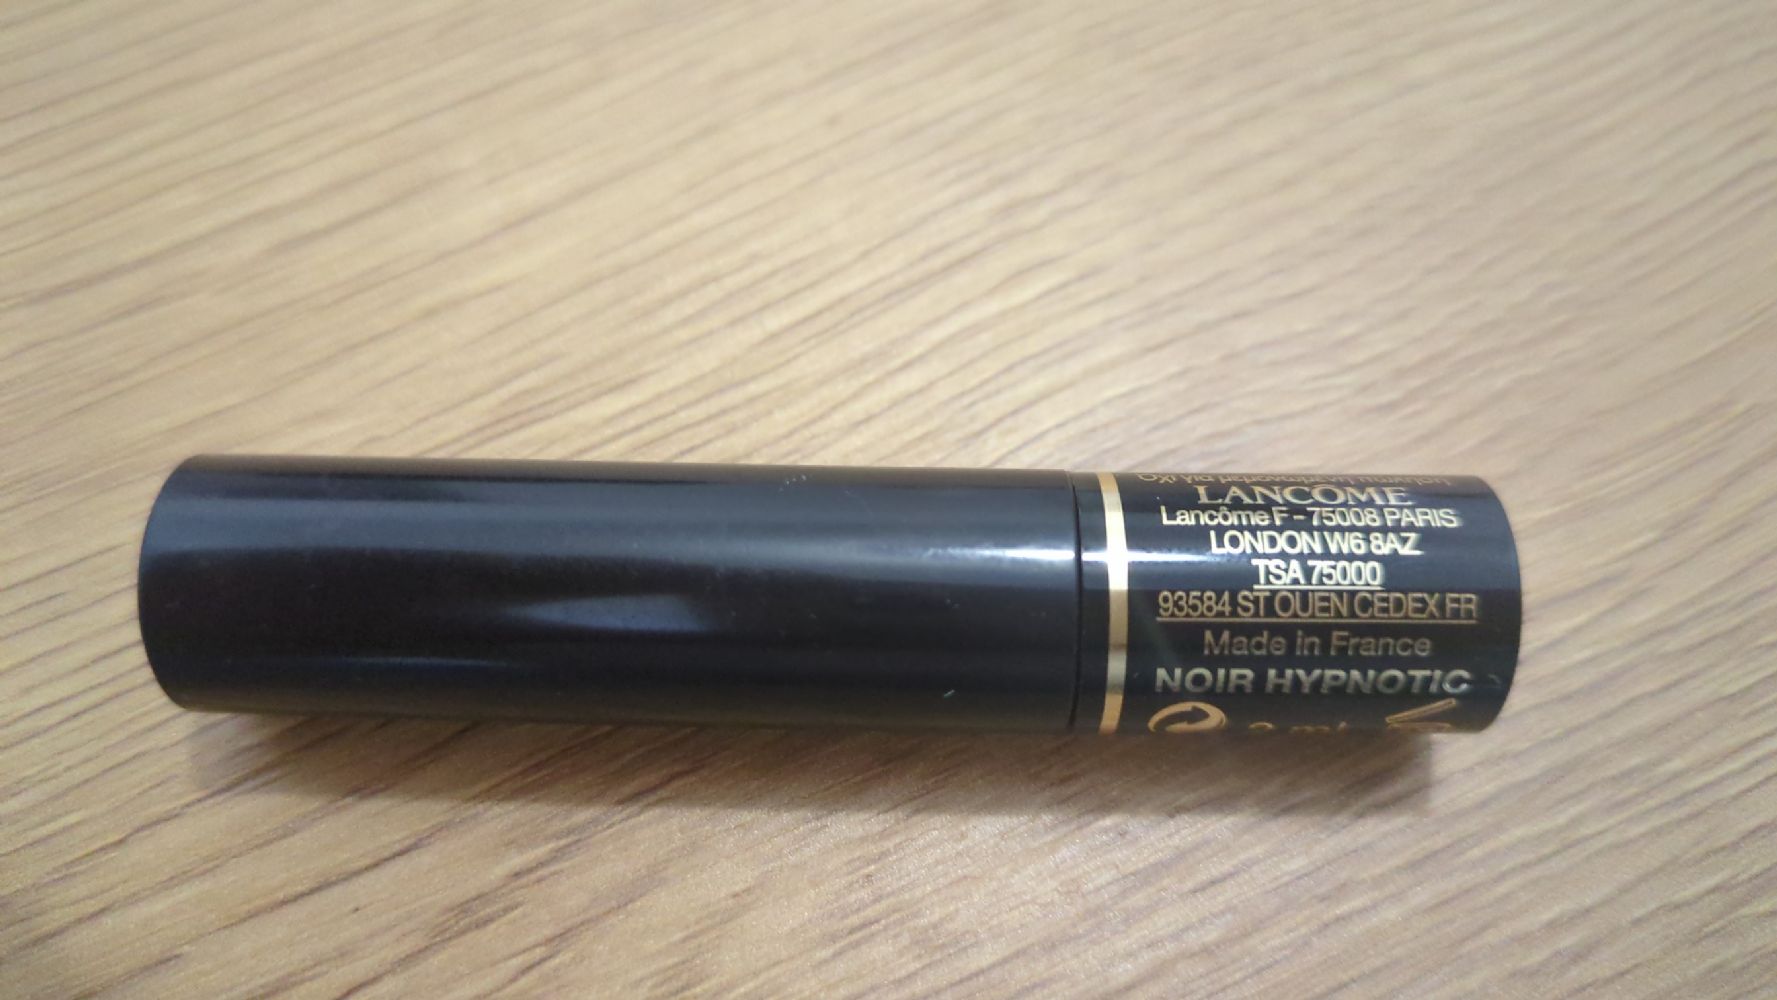 LANCÔME
Lancôme F - 75008 PARIS
LONDON W6 8AZ
TSA 75000
93584 ST OUEN CEDEX FR
Made in France
NOIR HYPNOTIC